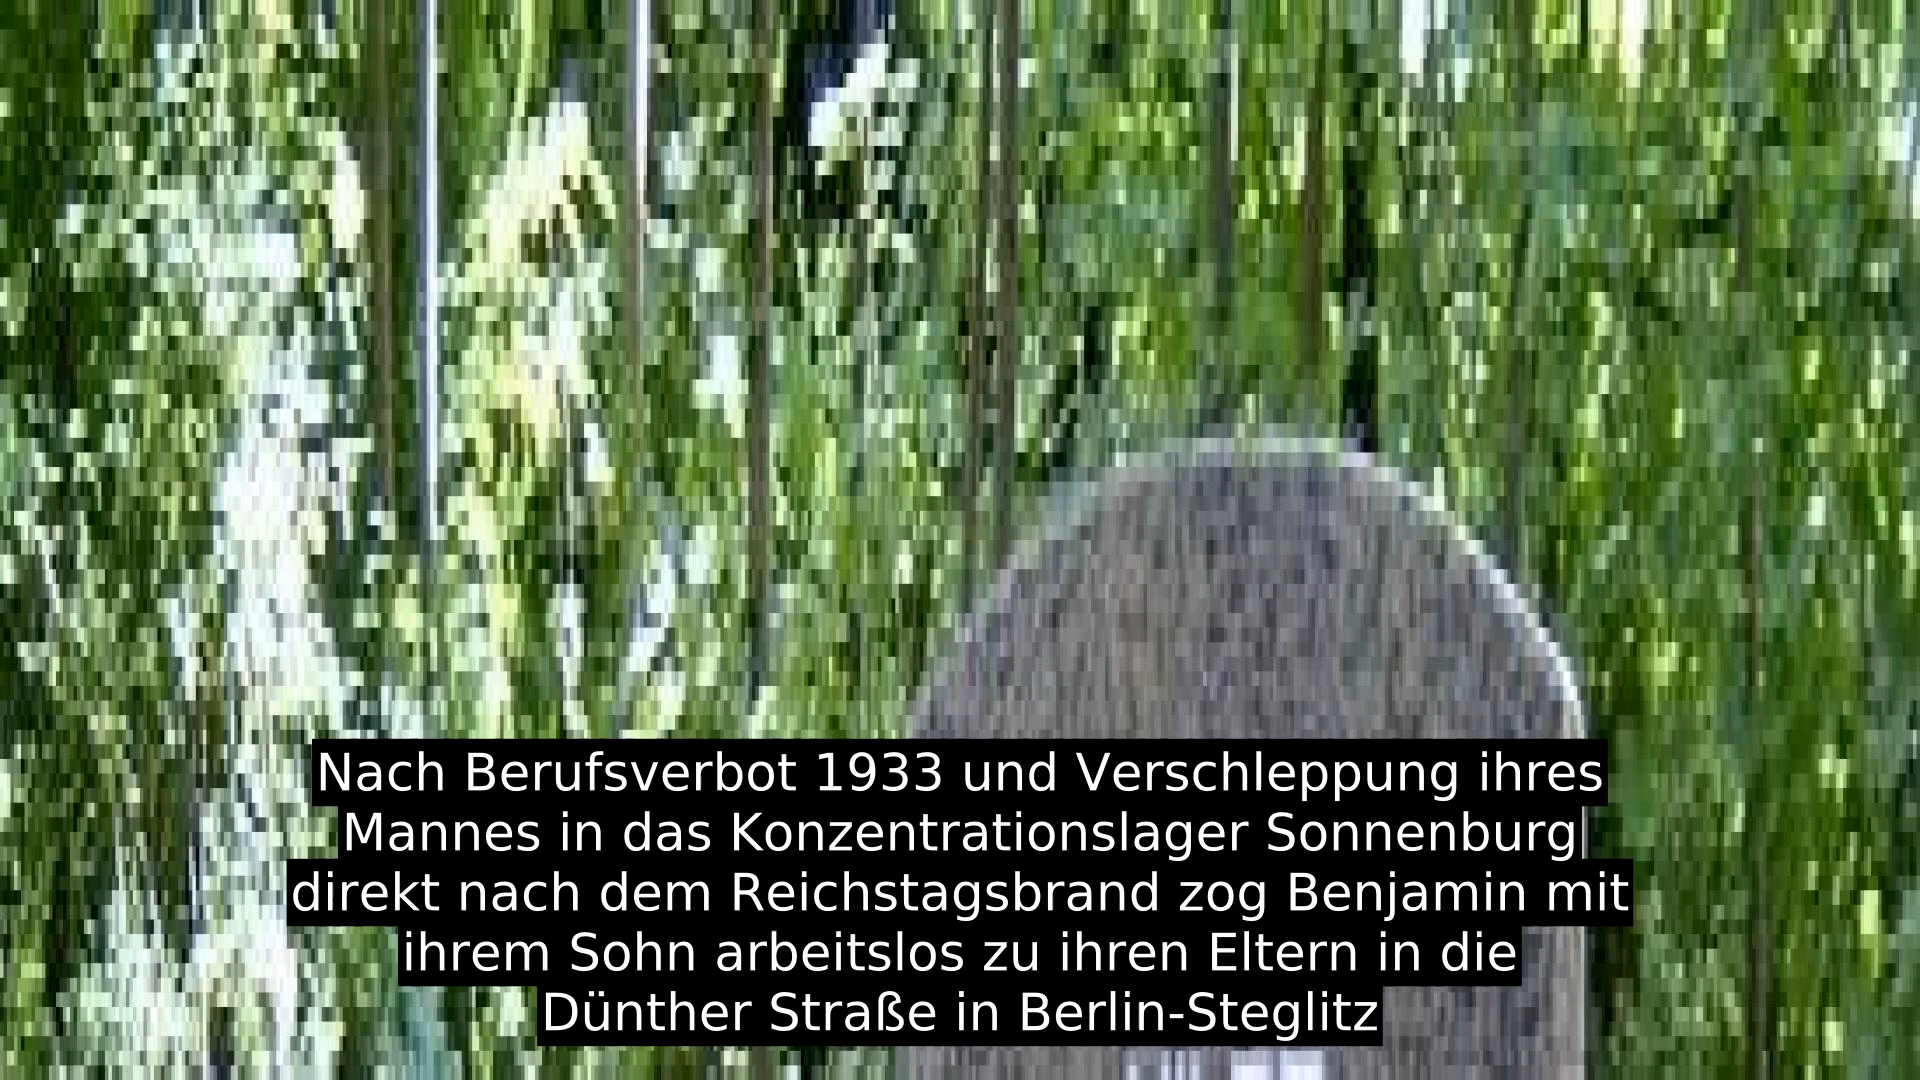 Nach Berufsverbot 1933 und Verschleppung ihres
Mannes in das Konzentrationslager Sonnenburg
direkt nach dem Reichstagsbrand zog Benjamin mit
ihrem Sohn arbeitslos zu ihren Eltern in die
Dünther Straße in Berlin-Steglitz